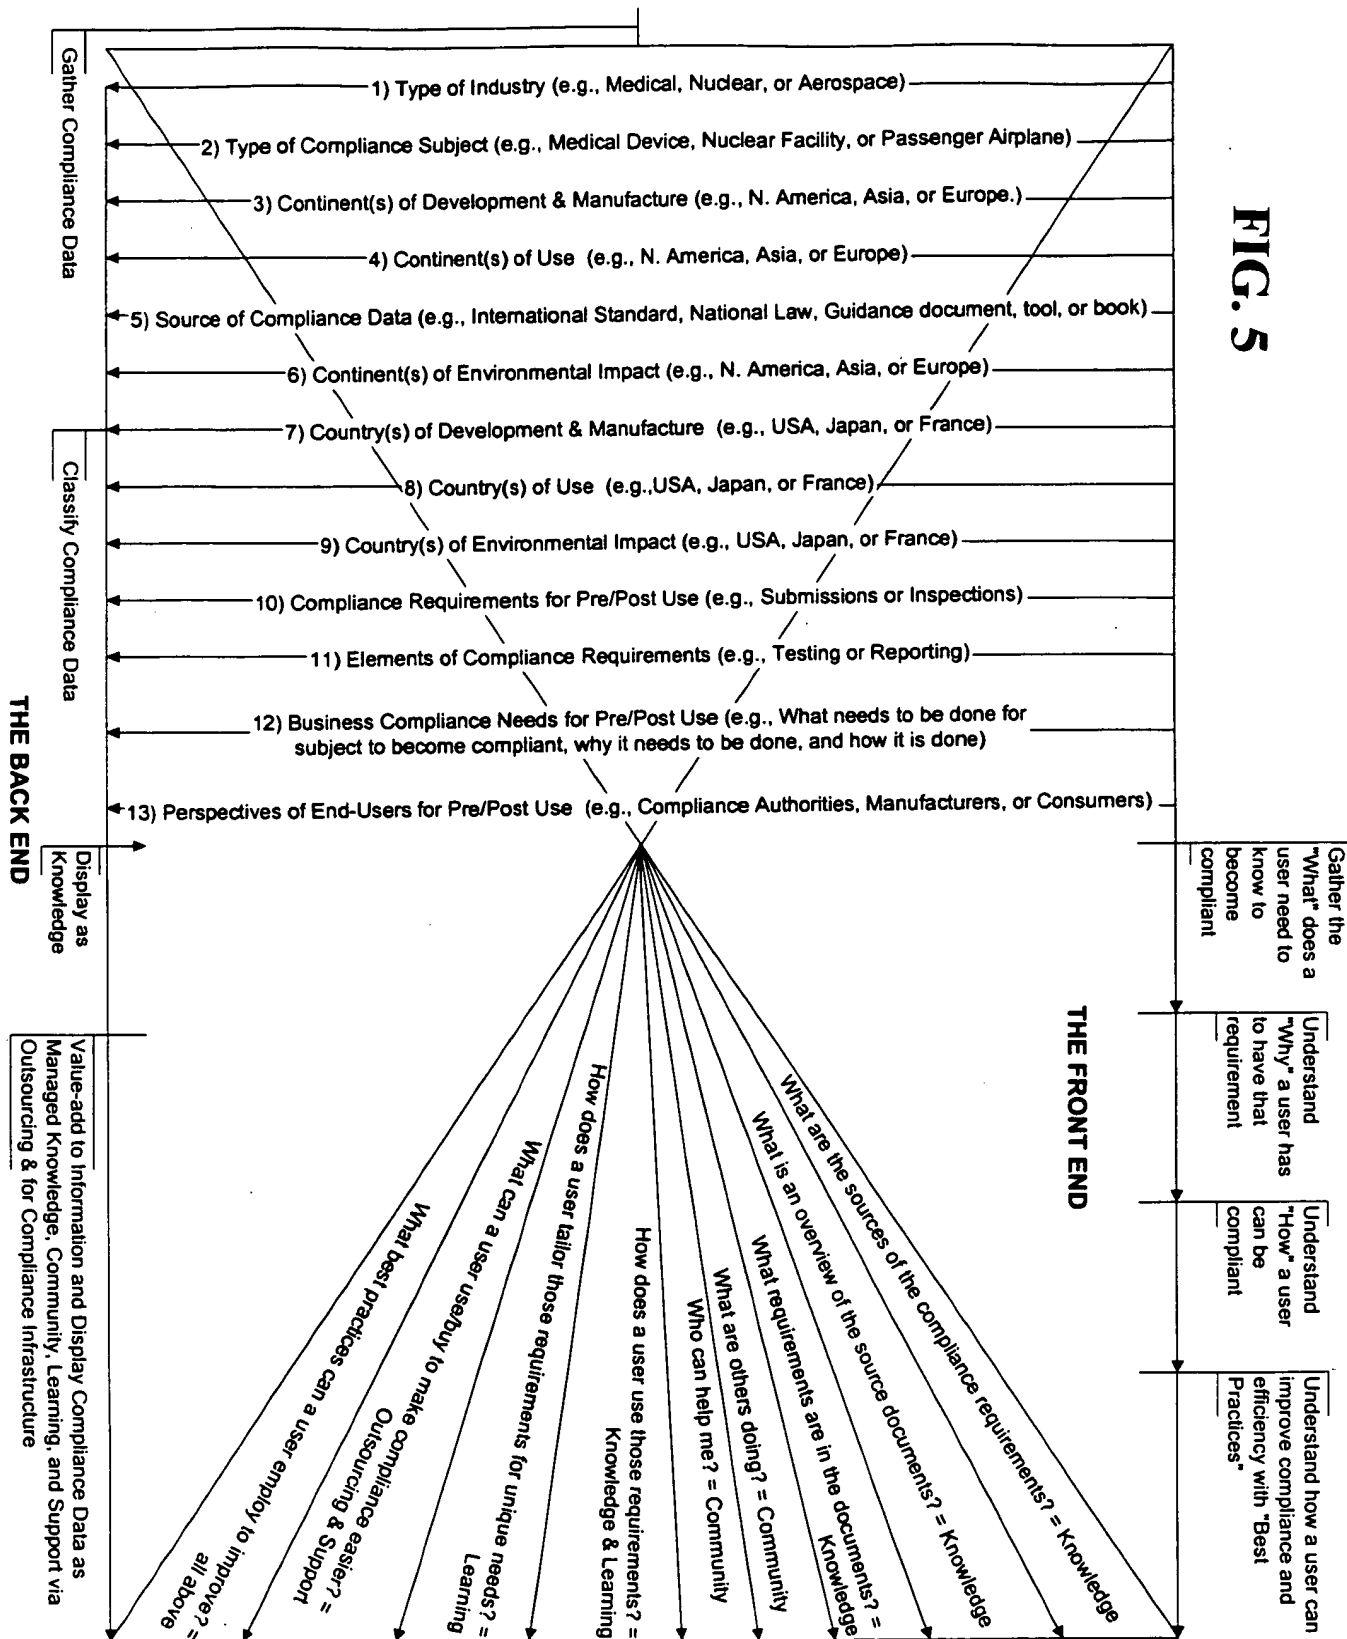 FIG. 5
1) Type of Industry (e.g., Medical, Nuclear, or Aerospace)
2) Type of Compliance Subject (e.g., Medical Device, Nuclear Facility, or Passenger Airplane)
3) Continent(s) of Development & Manufacture (e.g., N. America, Asia, or Europe.)
4) Continent(s) of Use (e.g., N. America, Asia, or Europe)
5) Source of Compliance Data (e.g., International Standard, National Law, Guidance document, tool, or book)
6) Continent(s) of Environmental Impact (e.g., N. America, Asia, or Europe)
7) Country(s) of Development & Manufacture (e.g., USA, Japan, or France)
8) Country(s) of Use (e.g.,USA, Japan, or France)
9) Country(s) of Environmental Impact (e.g., USA, Japan, or France)
10) Compliance Requirements for Pre/Post Use (e.g., Submissions or Inspections)
11) Elements of Compliance Requirements (e.g., Testing or Reporting)
12) Business Compliance Needs for Pre/Post Use (e.g., What needs to be done for
subject to become compliant, why it needs to be done, and how it is done)
13) Perspectives of End-Users for Pre/Post Use (e.g., Compliance Authorities, Manufacturers, or Consumers)
Gather Compliance Data
Classify Compliance Data
Display as
Knowledge
Value-add to Information and Display Compliance Data as
Managed Knowledge, Community, Learning, and Support via
Outsourcing & for Compliance Infrastructure
THE BACK END
Gather the
"What" does a
user need to
know to
become
compliant
Understand
"Why" a user has
to have that
requirement
Understand
"How" a user
can be
compliant
Understand how a user can
improve compliance and
efficiency with "Best
Practices"
THE FRONT END
What are the sources of the compliance requirements? = Knowledge
What is an overview of the source documents? = Knowledge
What requirements are in the documents? =
Knowledge
What are others doing? = Community
Who can help me? = Community
How does a user use those requirements? =
Knowledge & Learning
How does a user tailor those requirements for unique needs? =
Learning
What can a user use/buy to make compliance easier? =
Outsourcing & Support
What best practices can a user employ to improve? =
all above